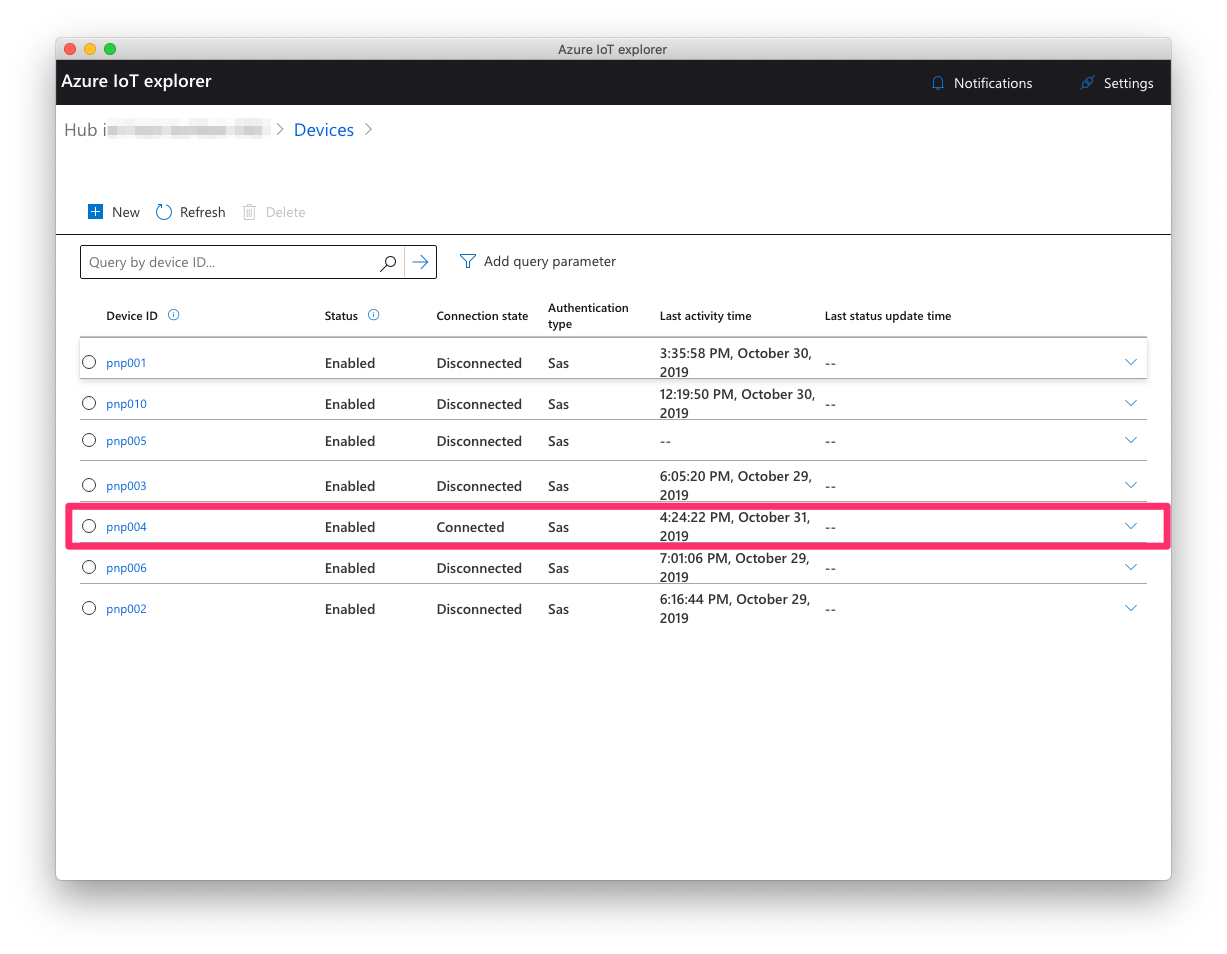 Azure IoT explorer
Azure IoT explorer
Notifications
Settings
Hub
Devices
New
Refresh
Delete
Query by device ID...
Add query parameter
Device ID
Status
Connection state
Authentication
type
Last activity time
Last status update time
pnp001 Enabled Disconnected Sas 3:35:58 PM, October 30,
2019 --
pnp010 Enabled Disconnected Sas 12:19:50 PM, October 30,
2019 --
pnp005 Enabled Disconnected Sas -- --
pnp003 Enabled Disconnected Sas 6:05:20 PM, October 29,
2019 --
pnp004 Enabled Connected Sas 4:24:22 PM, October 31,
2019 --
pnp006 Enabled Disconnected Sas 7:01:06 PM, October 29,
2019 --
pnp002 Enabled Disconnected Sas 6:16:44 PM, October 29,
2019 --